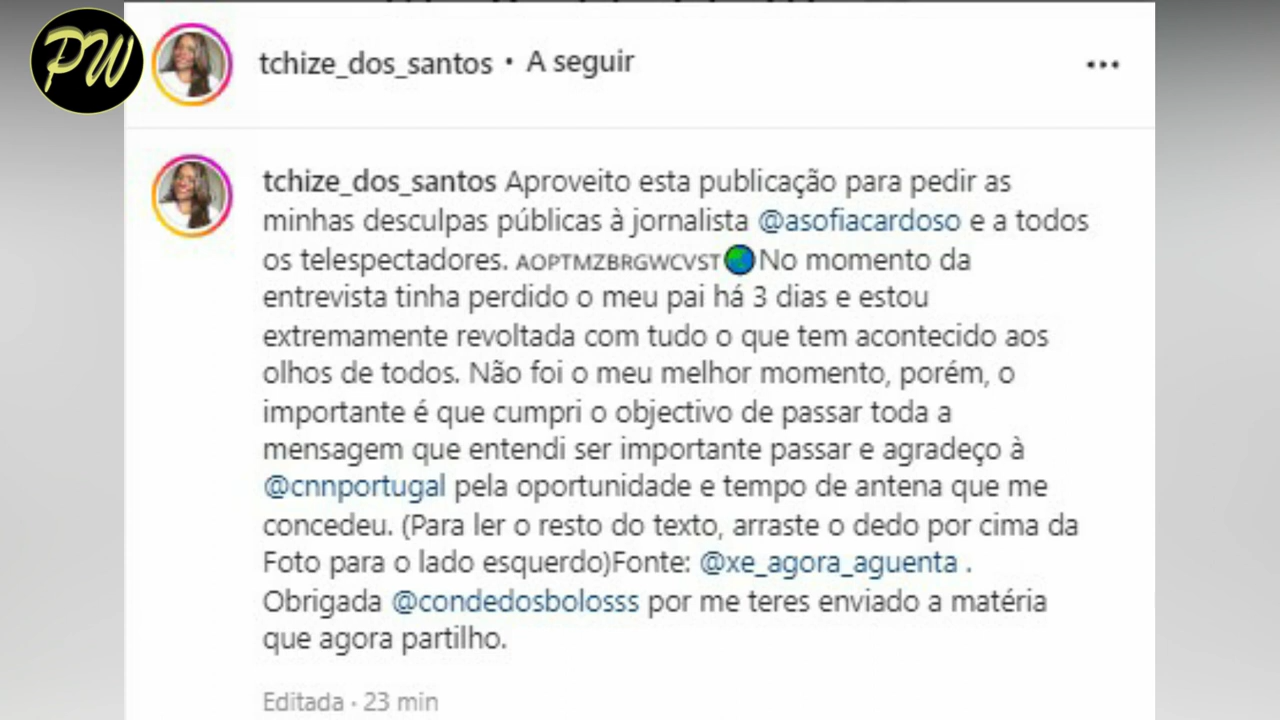 PW
tchize_dos_santos • A seguir
tchize_dos_santos Aproveito esta publicação para pedir as
minhas desculpas públicas à jornalista @asofiacardoso e a todos
os telespectadores. AOPTMZBRGWCVST🌍No momento da
entrevista tinha perdido o meu pai há 3 dias e estou
extremamente revoltada com tudo o que tem acontecido aos
olhos de todos. Não foi o meu melhor momento, porém, o
importante é que cumpri o objectivo de passar toda a
mensagem que entendi ser importante passar e agradeço à
@cnnportugal pela oportunidade e tempo de antena que me
concedeu. (Para ler o resto do texto, arraste o dedo por cima da
Foto para o lado esquerdo)Fonte: @xe_agora_aguenta .
Obrigada @condedosbolosss por me teres enviado a matéria
que agora partilho.
Editada · 23 min